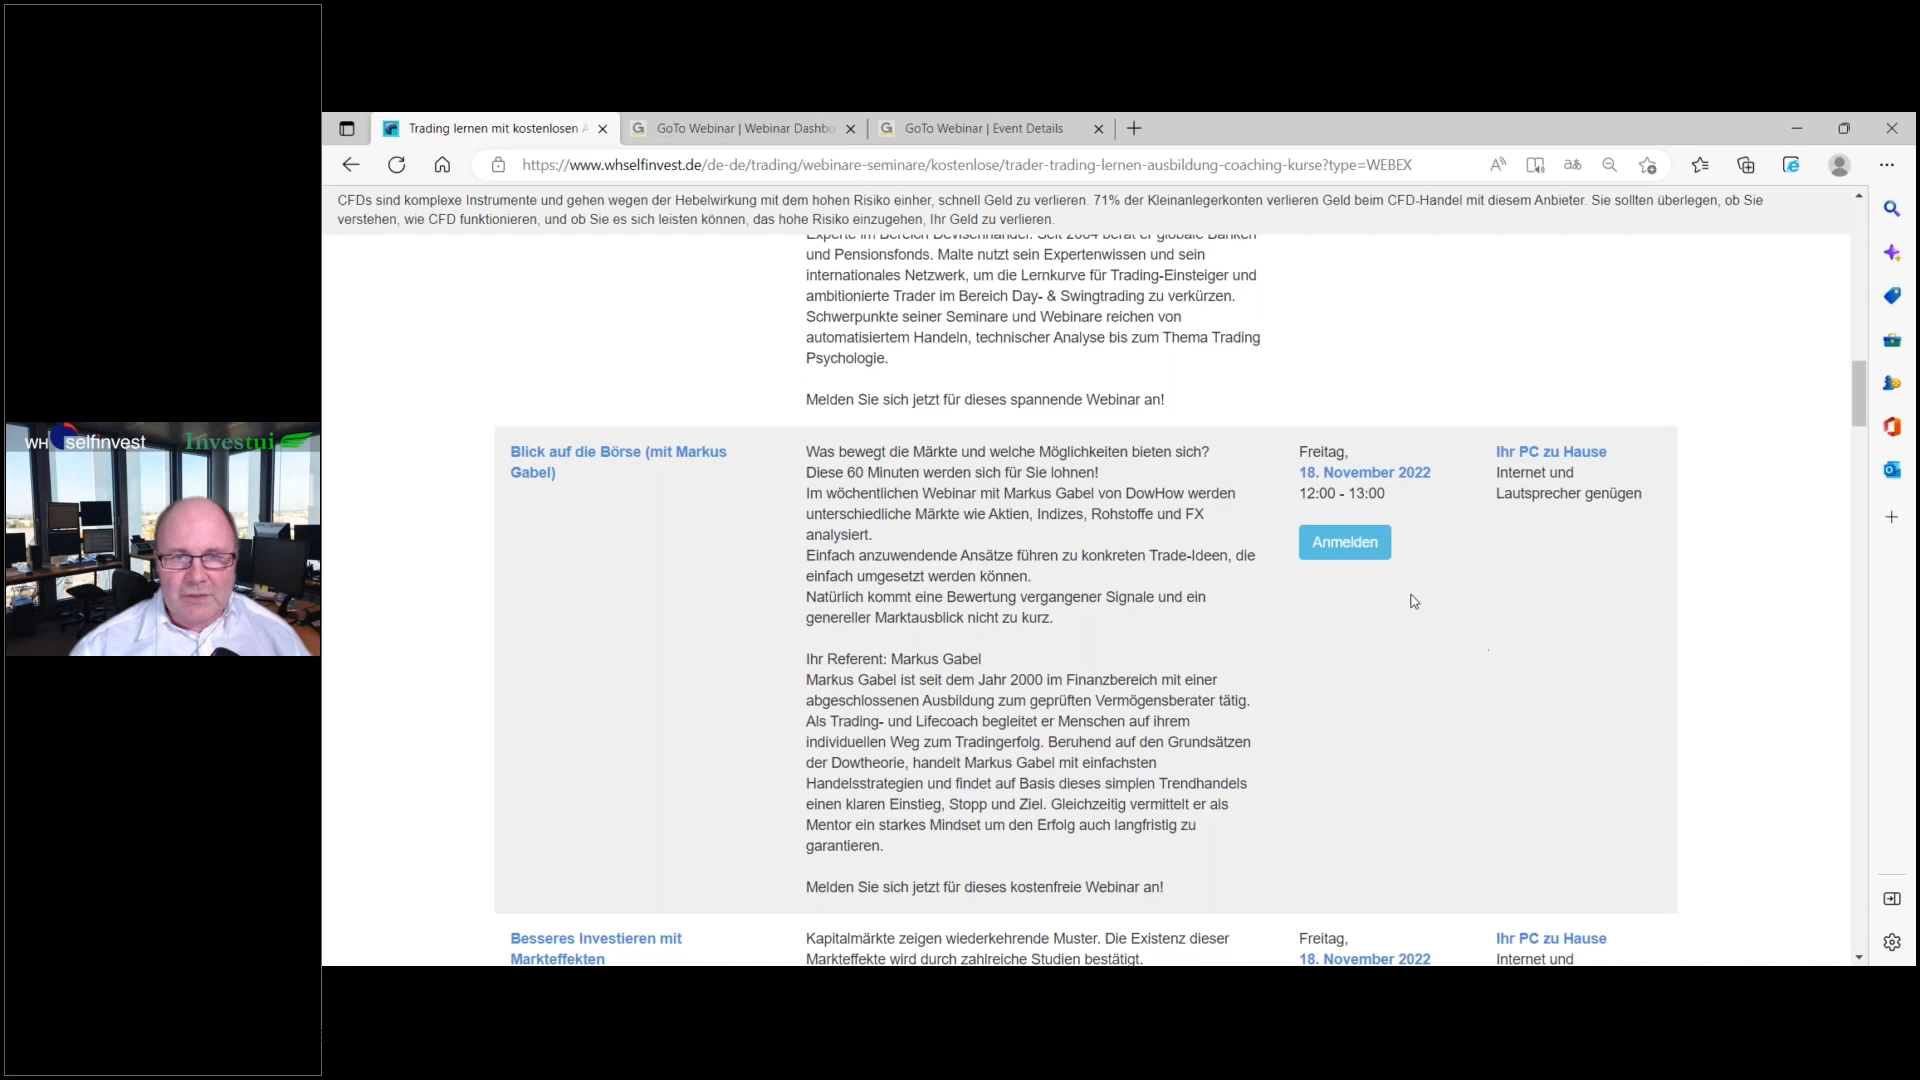 WH selfinvest
Investui
Trading lernen mit kostenlosen A
GoTo Webinar | Webinar Dashbo
GoTo Webinar | Event Details
https://www.whselfinvest.de/de-de/trading/webinare-seminare/kostenlose/trader-trading-lernen-ausbildung-coaching-kurse?type=WEBEX
CFDs sind komplexe Instrumente und gehen wegen der Hebelwirkung mit dem hohen Risiko einher, schnell Geld zu verlieren. 71% der Kleinanlegerkonten verlieren Geld beim CFD-Handel mit diesem Anbieter. Sie sollten überlegen, ob Sie
verstehen, wie CFD funktionieren, und ob Sie es sich leisten können, das hohe Risiko einzugehen, Ihr Geld zu verlieren.
Experte im Bereich Devisenhandel. Seit 2004 berät er globale Banken
und Pensionsfonds. Malte nutzt sein Expertenwissen und sein
internationales Netzwerk, um die Lernkurve für Trading-Einsteiger und
ambitionierte Trader im Bereich Day- & Swingtrading zu verkürzen.
Schwerpunkte seiner Seminare und Webinare reichen von
automatisiertem Handeln, technischer Analyse bis zum Thema Trading
Psychologie.
Melden Sie sich jetzt für dieses spannende Webinar an!
Blick auf die Börse (mit Markus
Gabel)
Was bewegt die Märkte und welche Möglichkeiten bieten sich?
Diese 60 Minuten werden sich für Sie lohnen!
Im wöchentlichen Webinar mit Markus Gabel von DowHow werden
unterschiedliche Märkte wie Aktien, Indizes, Rohstoffe und FX
analysiert.
Einfach anzuwendende Ansätze führen zu konkreten Trade-Ideen, die
einfach umgesetzt werden können.
Natürlich kommt eine Bewertung vergangener Signale und ein
genereller Marktausblick nicht zu kurz.
Ihr Referent: Markus Gabel
Markus Gabel ist seit dem Jahr 2000 im Finanzbereich mit einer
abgeschlossenen Ausbildung zum geprüften Vermögensberater tätig.
Als Trading- und Lifecoach begleitet er Menschen auf ihrem
individuellen Weg zum Tradingerfolg. Beruhend auf den Grundsätzen
der Dowtheorie, handelt Markus Gabel mit einfachsten
Handelsstrategien und findet auf Basis dieses simplen Trendhandels
einen klaren Einstieg, Stopp und Ziel. Gleichzeitig vermittelt er als
Mentor ein starkes Mindset um den Erfolg auch langfristig zu
garantieren.
Melden Sie sich jetzt für dieses kostenfreie Webinar an!
Freitag,
18. November 2022
12:00 - 13:00
Anmelden
Ihr PC zu Hause
Internet und
Lautsprecher genügen
Besseres Investieren mit
Markteffekten
Kapitalmärkte zeigen wiederkehrende Muster. Die Existenz dieser
Markteffekte wird durch zahlreiche Studien bestätigt.
Freitag,
18. November 2022
Ihr PC zu Hause
Internet und